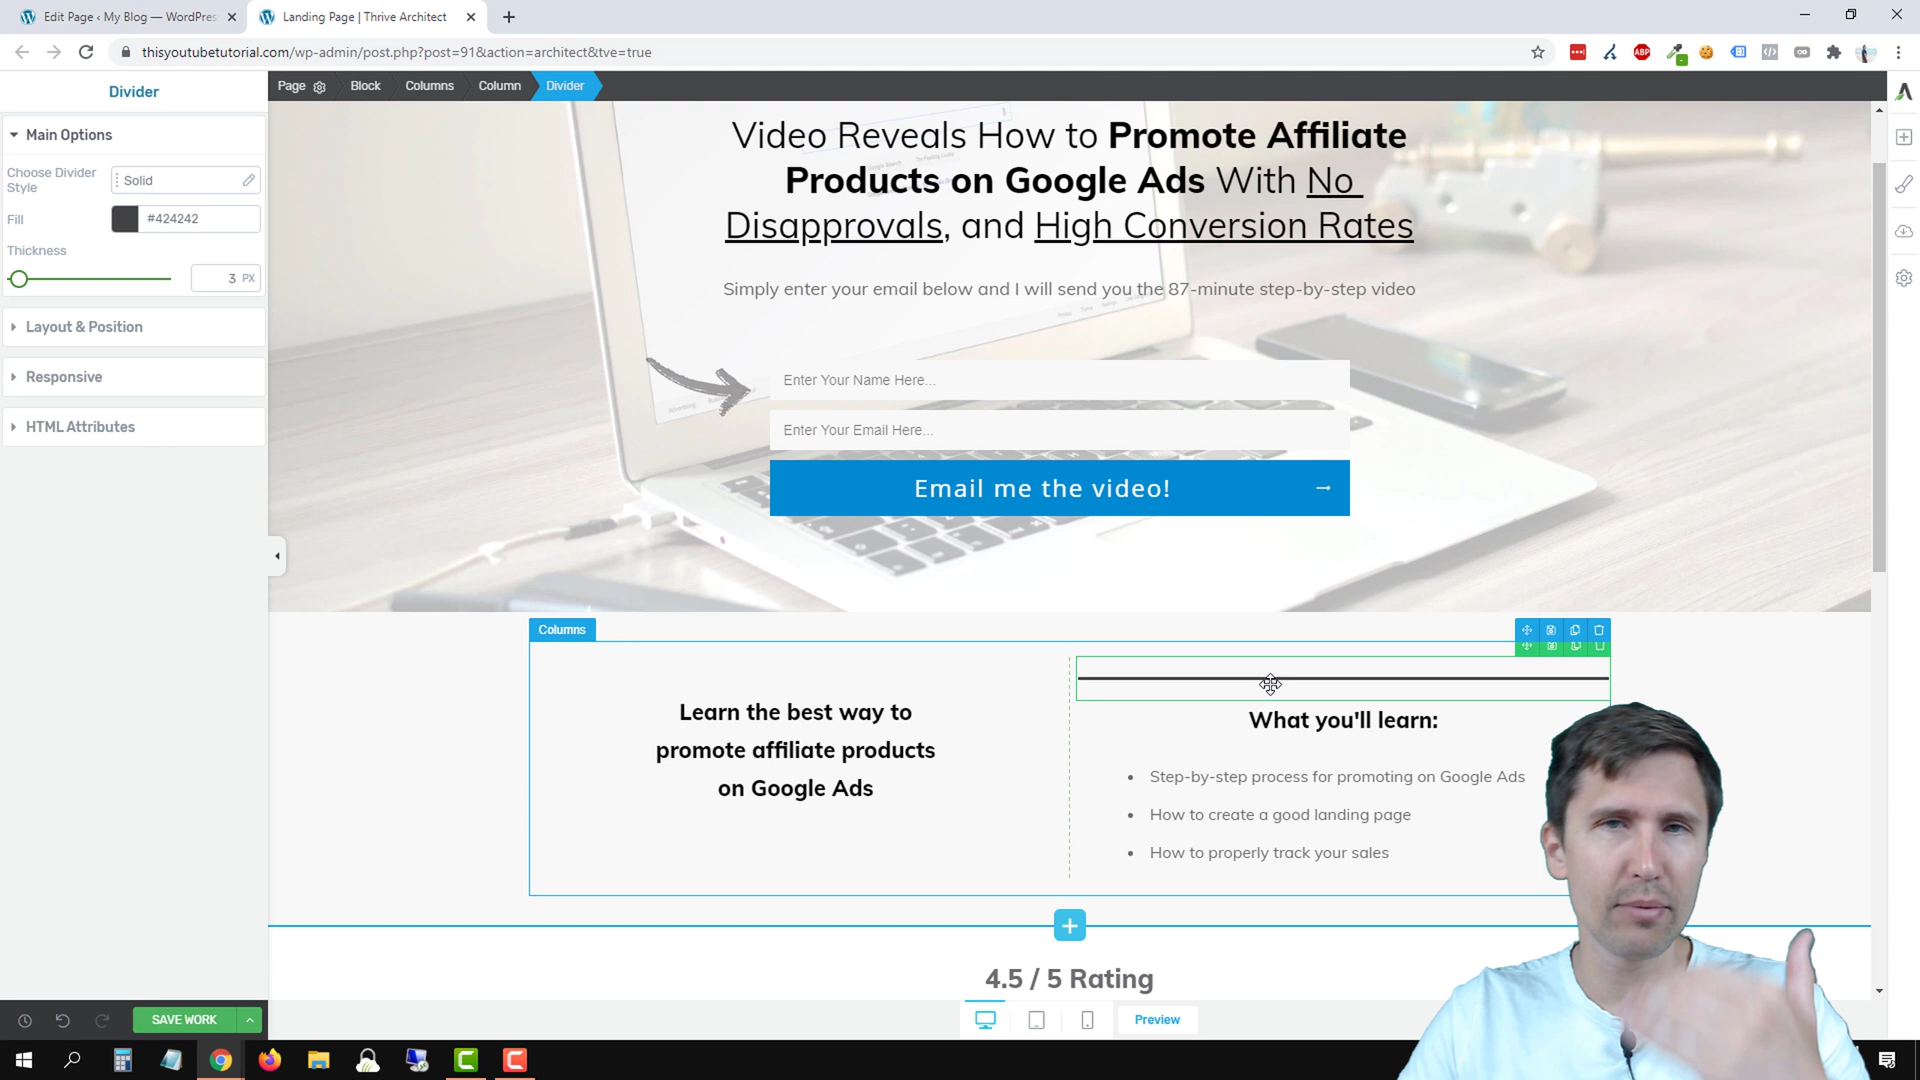 Edit Page ‹ My Blog — WordPres
Landing Page | Thrive Architect
thisyoutubetutorial.com/wp-admin/post.php?post=91&action=architect&tve=true
ABP
Divider
Page
Block
Columns
Column
Divider
Main Options
Choose Divider
Style
Solid
Fill
#424242
Thickness
3 PX
Layout & Position
Responsive
HTML Attributes
Video Reveals How to Promote Affiliate
Products on Google Ads With No
Disapprovals, and High Conversion Rates
Simply enter your email below and I will send you the 87-minute step-by-step video
Enter Your Name Here...
Enter Your Email Here...
Email me the video! →
Columns
Learn the best way to
promote affiliate products
on Google Ads
What you'll learn:
• Step-by-step process for promoting on Google Ads
• How to create a good landing page
• How to properly track your sales
4.5 / 5 Rating
SAVE WORK
Preview